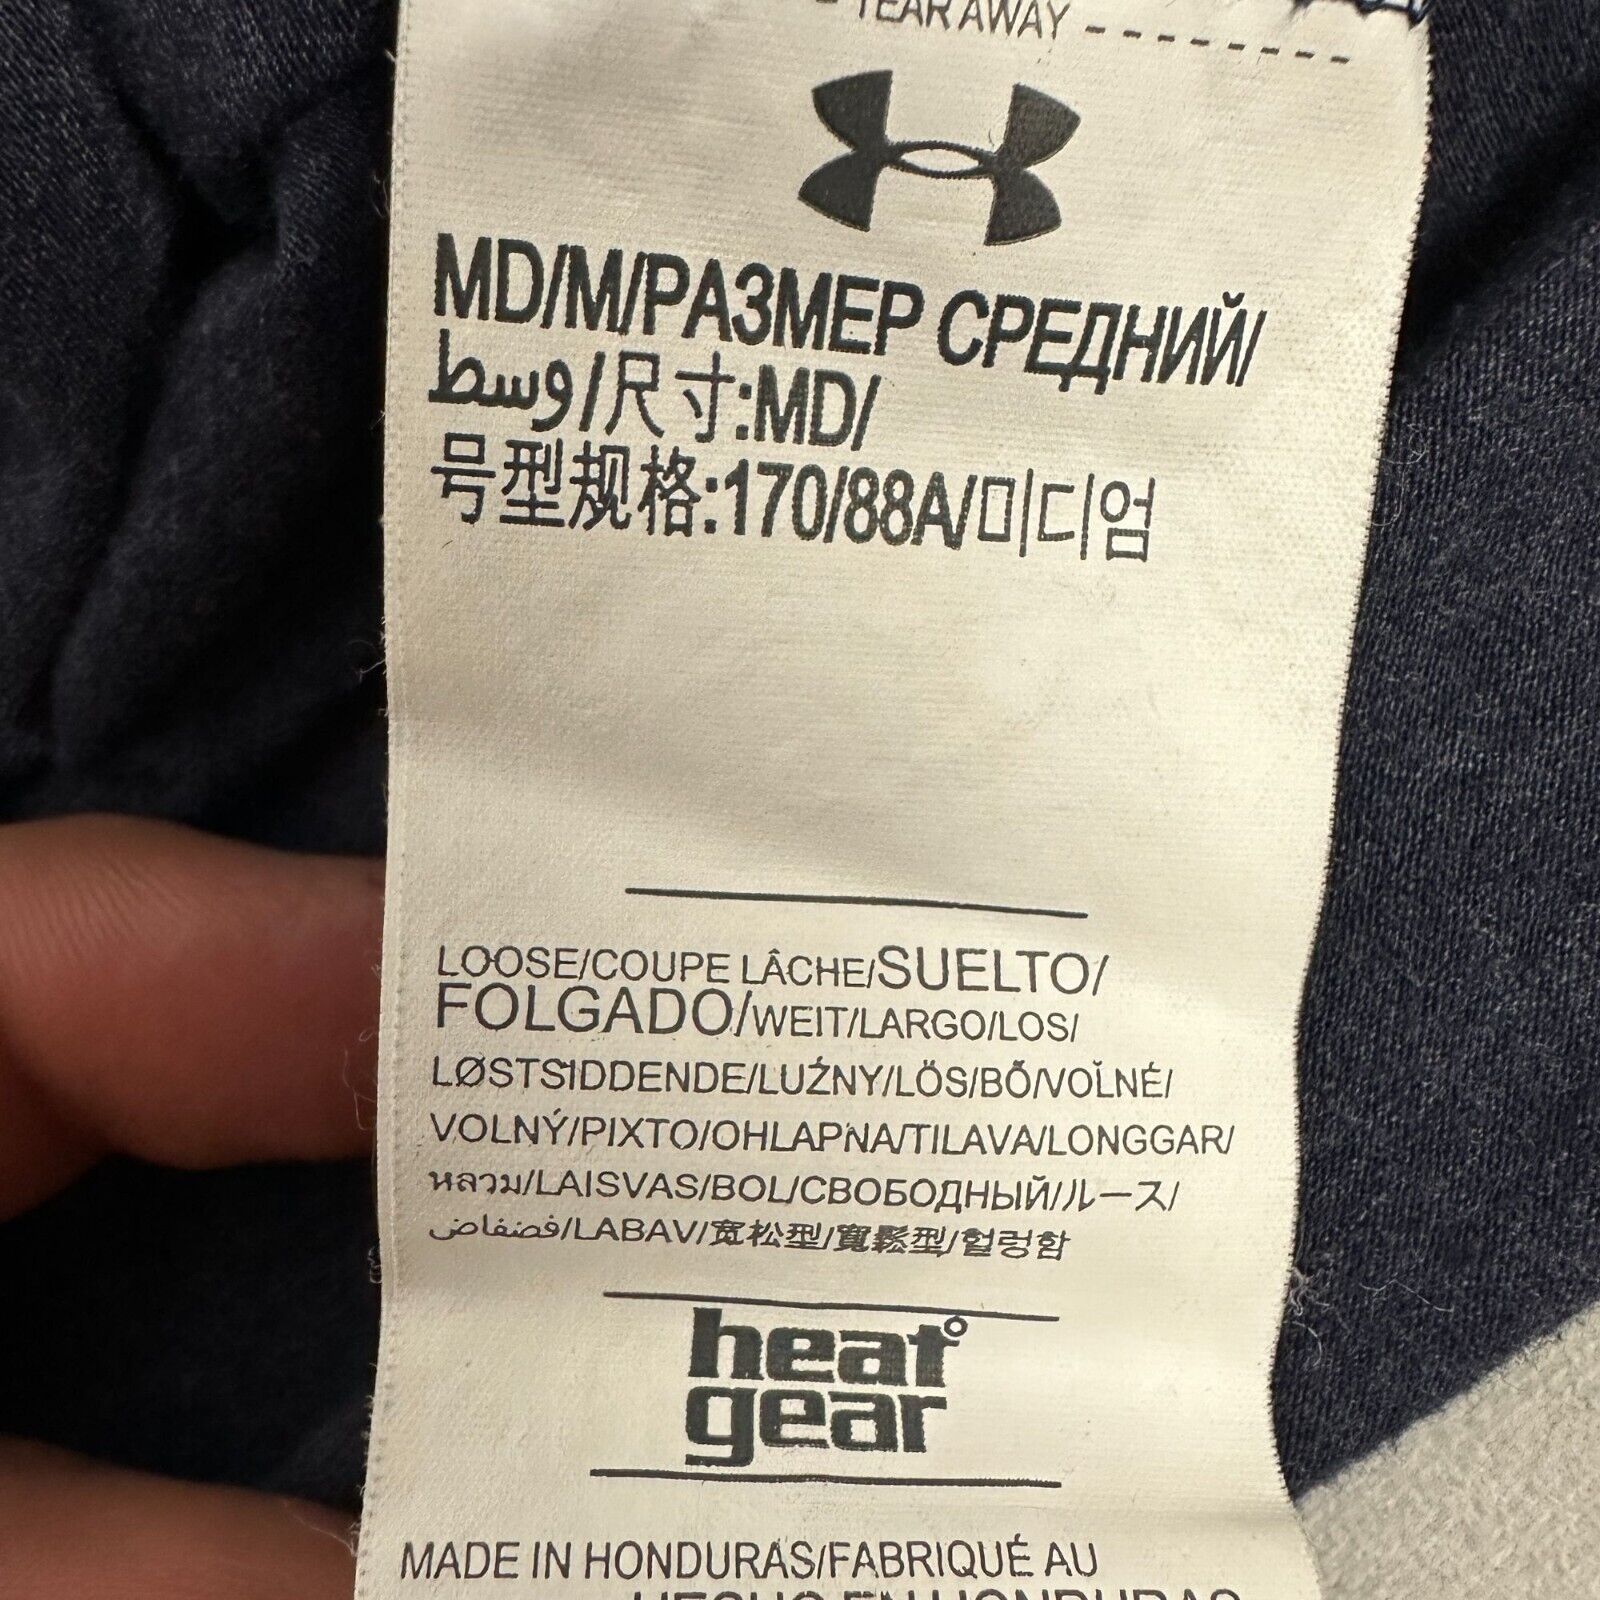 - TEAR AWAY - - - - - - - -
MD/M/РАЗМЕР СРЕДНИЙ/
وسط/尺寸:MD/
号型规格:170/88A/미디엄
LOOSE/COUPE LÂCHE/SUELTO/
FOLGADO/WEIT/LARGO/LOS/
LØSTSIDDENDE/LUŹNY/LÖS/BŐ/VOĽNÉ/
VOLNÝ/PIXTO/OHLAPNA/TILAVA/LONGGAR/
หลวม/LAISVAS/BOL/СВОБОДНЫЙ/ルース/
فضفاض/LABAV/宽松型/寬鬆型/헐렁함
heat°
gear
MADE IN HONDURAS/FABRIQUÉ AU
HECHO EN HONDURAS